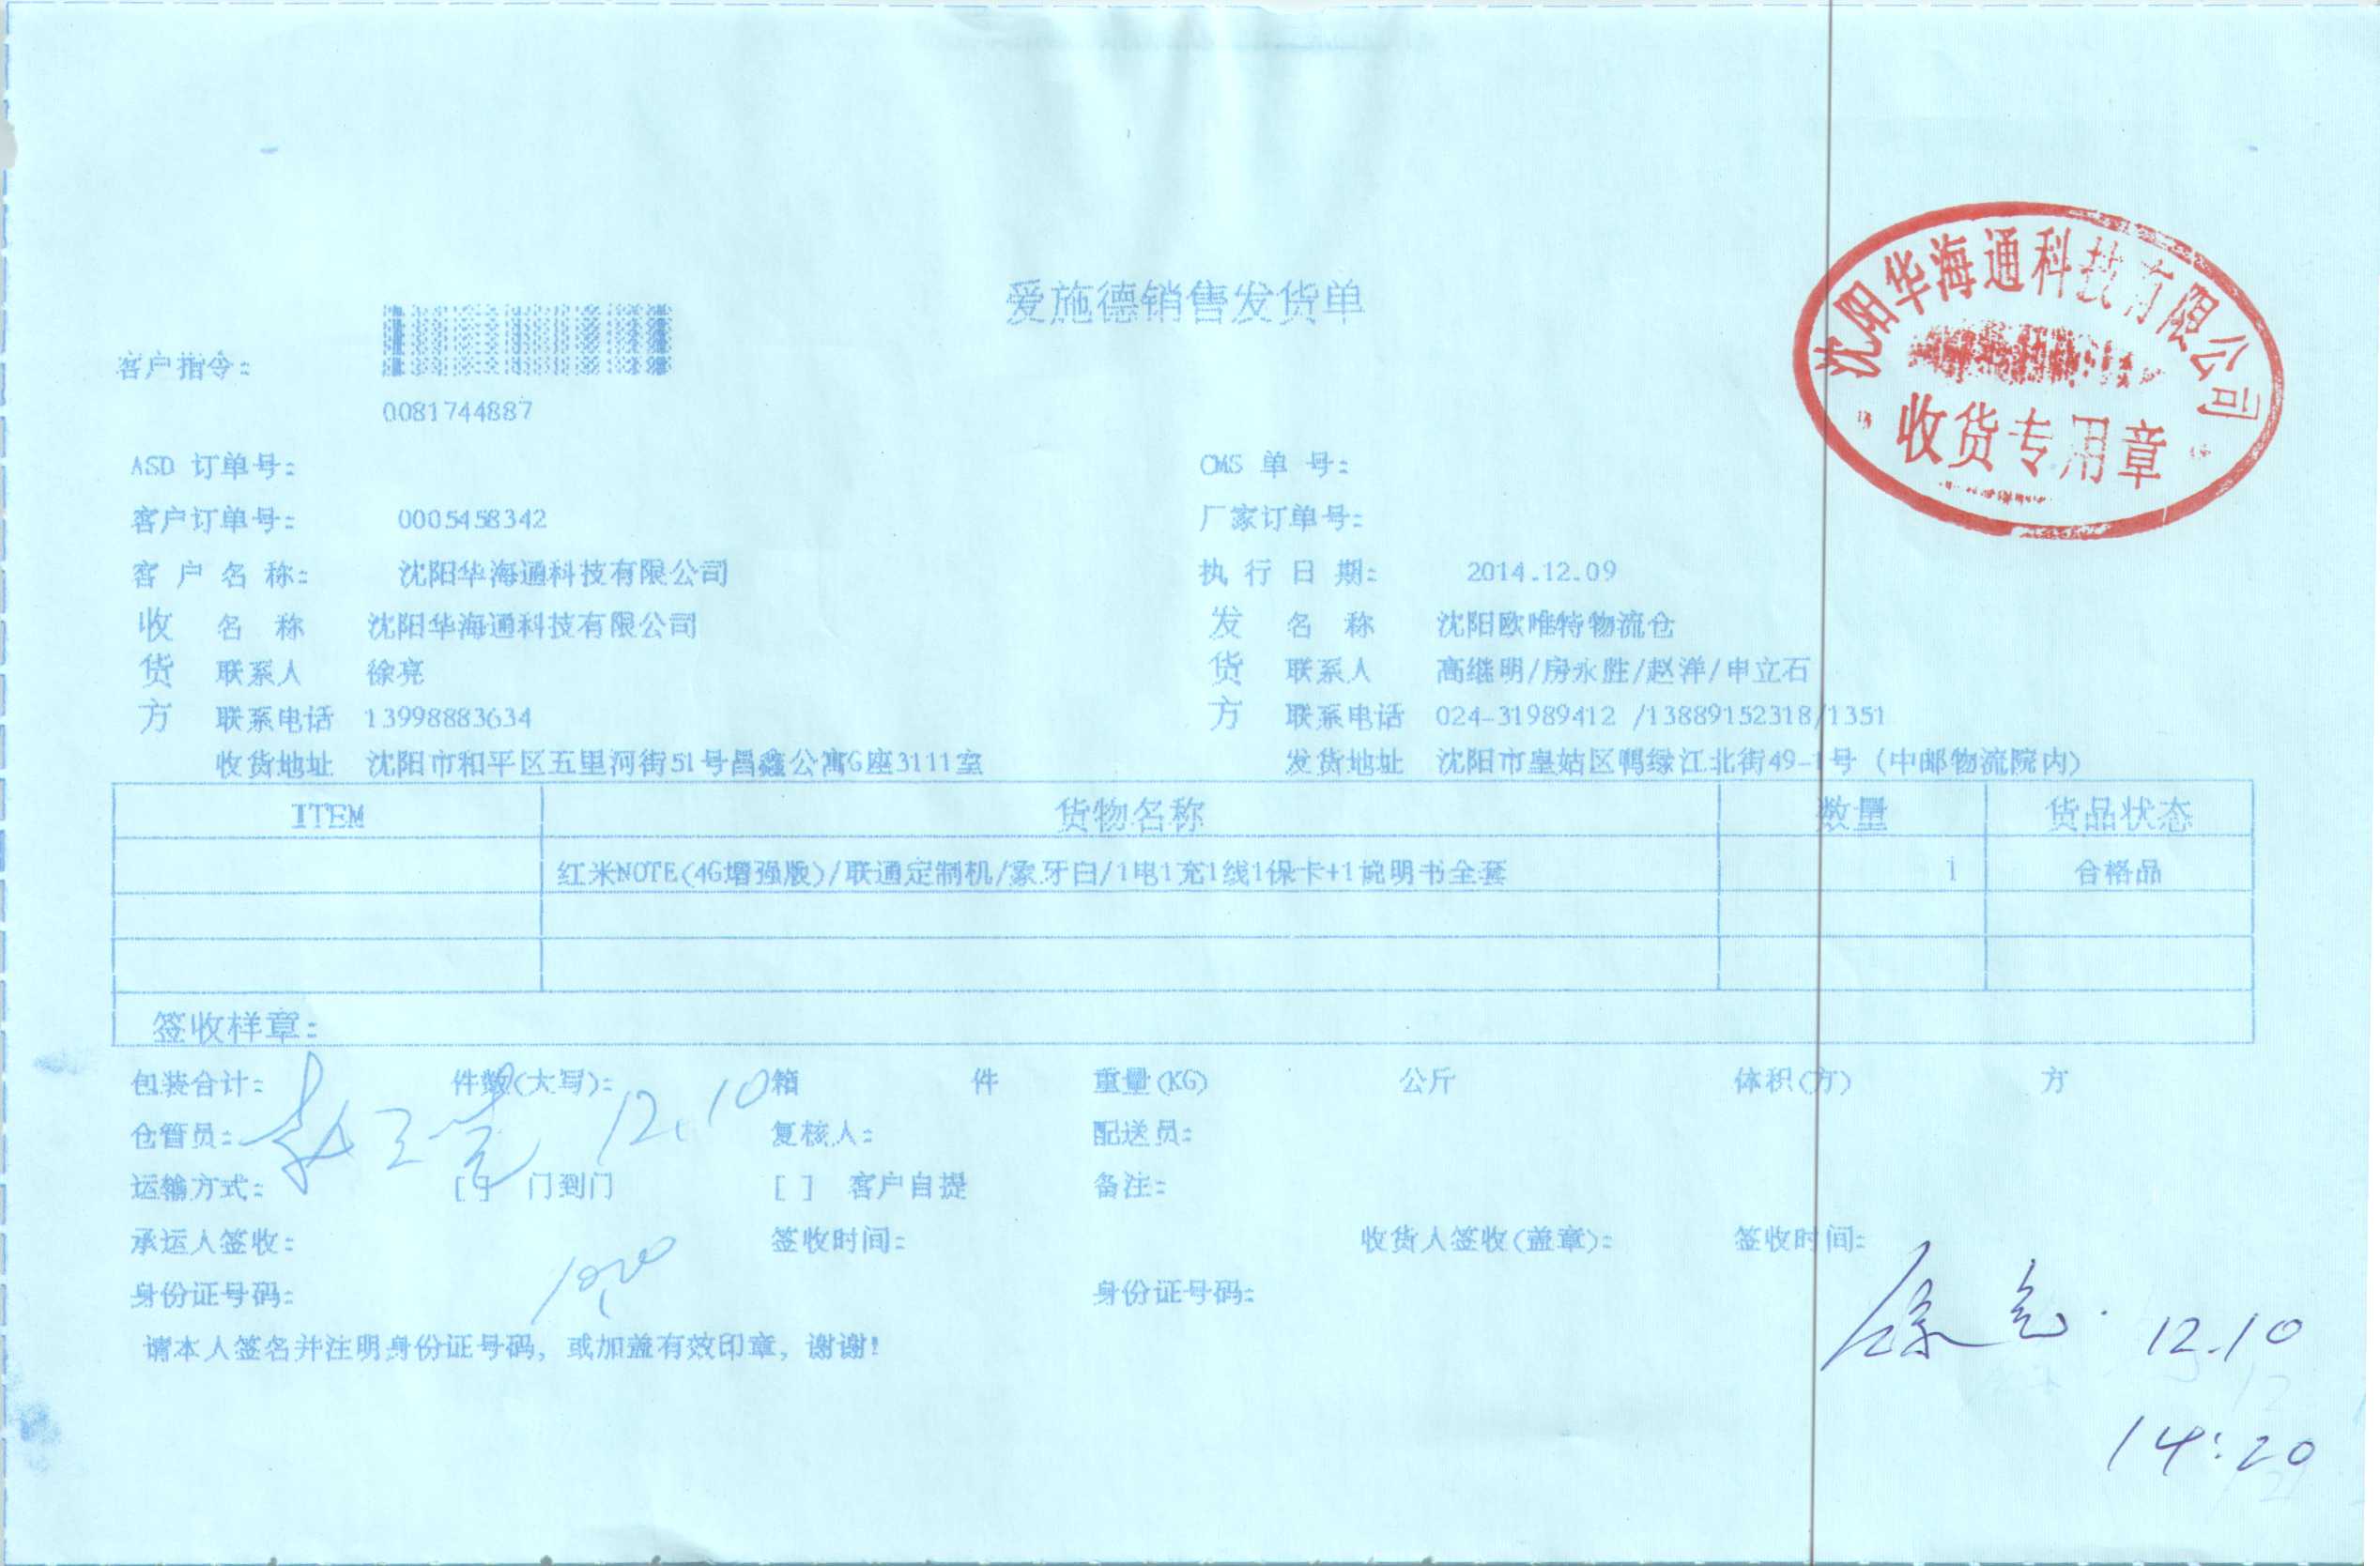 爱施德销售发货单
沈阳华海通科技有限公司
收货专用章
客户指令:
0081744887
ASD 订单号: CMS 单 号:
客户订单号: 0005458342 厂家订单号:
客 户 名 称: 沈阳华海通科技有限公司 执 行 日 期: 2014.12.09
收 名 称 沈阳华海通科技有限公司 发 名 称 沈阳欧唯特物流仓
货 联系人 徐亮 货 联系人 高继明/房永胜/赵洋/申立石
方 联系电话 13998883634 方 联系电话 024-31989412 /13889152318/1351
收货地址 沈阳市和平区五里河街51号昌鑫公寓G座3111室 发货地址 沈阳市皇姑区鸭绿江北街49-1号 (中邮物流院内)
ITEM 货物名称 数量 货品状态
红米NOTE(4G增强版)/联通定制机/象牙白/1电1充1线1保卡+1说明书全套 1 合格品
签收样章:
包装合计: 件数(大写): 箱 件 重量(KG) 公斤 体积(方) 方
仓管员: 12.10 复核人: 配送员:
运输方式: [ ] 门到门 [ ] 客户自提 备注:
承运人签收: 签收时间: 收货人签收(盖章): 签收时间:
身份证号码: 身份证号码:
徐亮. 12.10
请本人签名并注明身份证号码, 或加盖有效印章, 谢谢!
14:20